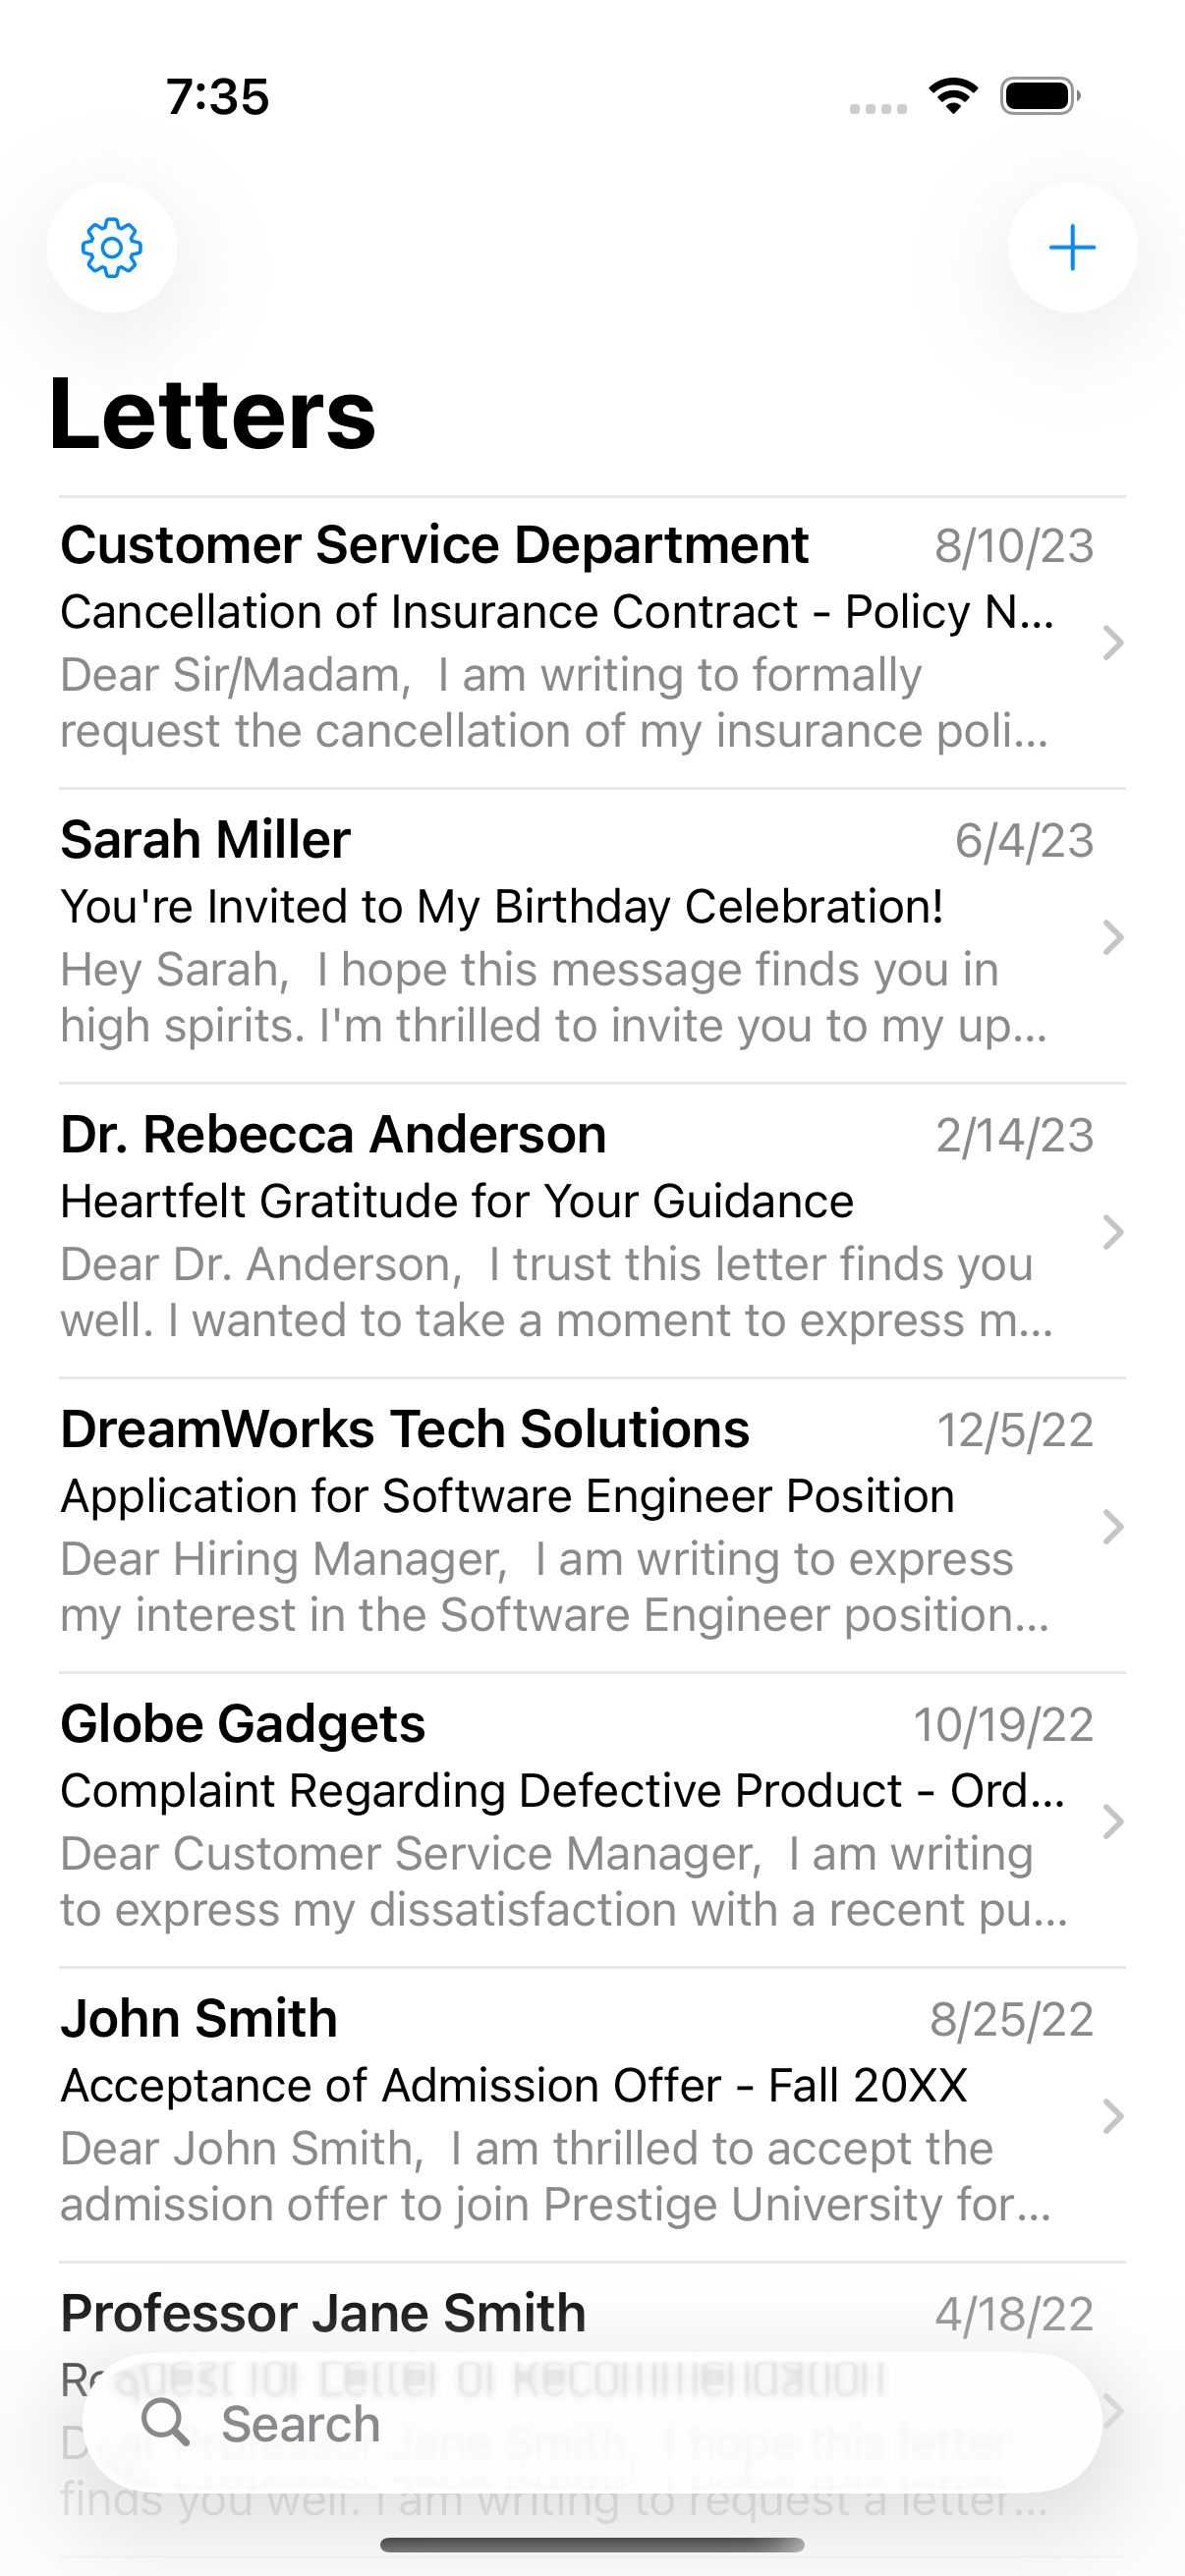 7:35
Letters
Customer Service Department 8/10/23
Cancellation of Insurance Contract - Policy N...
Dear Sir/Madam, I am writing to formally
request the cancellation of my insurance poli...
Sarah Miller 6/4/23
You're Invited to My Birthday Celebration!
Hey Sarah, I hope this message finds you in
high spirits. I'm thrilled to invite you to my up...
Dr. Rebecca Anderson 2/14/23
Heartfelt Gratitude for Your Guidance
Dear Dr. Anderson, I trust this letter finds you
well. I wanted to take a moment to express m...
DreamWorks Tech Solutions 12/5/22
Application for Software Engineer Position
Dear Hiring Manager, I am writing to express
my interest in the Software Engineer position...
Globe Gadgets 10/19/22
Complaint Regarding Defective Product - Ord...
Dear Customer Service Manager, I am writing
to express my dissatisfaction with a recent pu...
John Smith 8/25/22
Acceptance of Admission Offer - Fall 20XX
Dear John Smith, I am thrilled to accept the
admission offer to join Prestige University for...
Professor Jane Smith 4/18/22
Request for Letter of Recommendation
Search
Dear Professor Jane Smith, I hope this letter
finds you well. I am writing to request a letter...